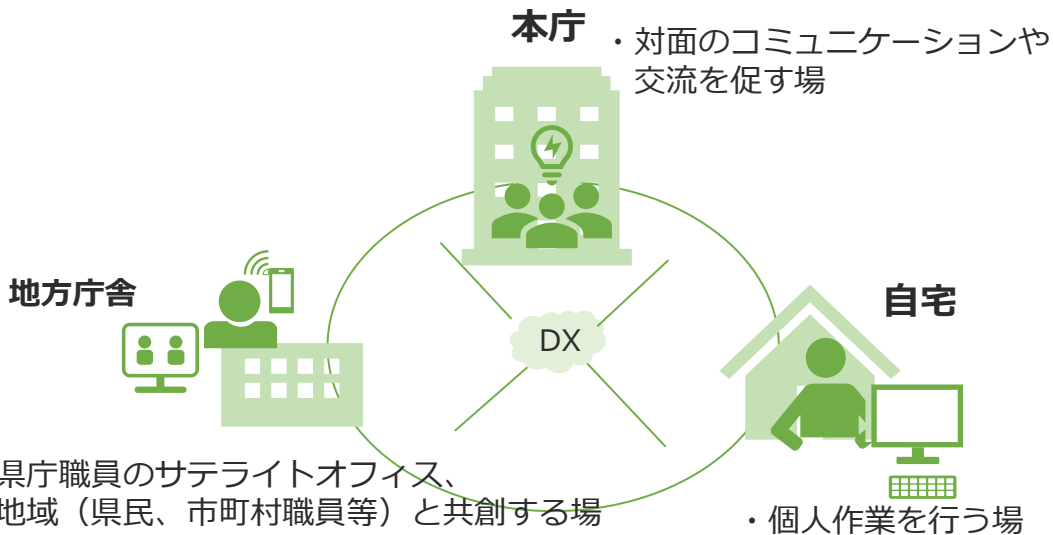 本庁
・対面のコミュニケーションや
交流を促す場
地方庁舎
自宅
DX
県庁職員のサテライトオフィス、
地域（県民、市町村職員等）と共創する場
・個人作業を行う場